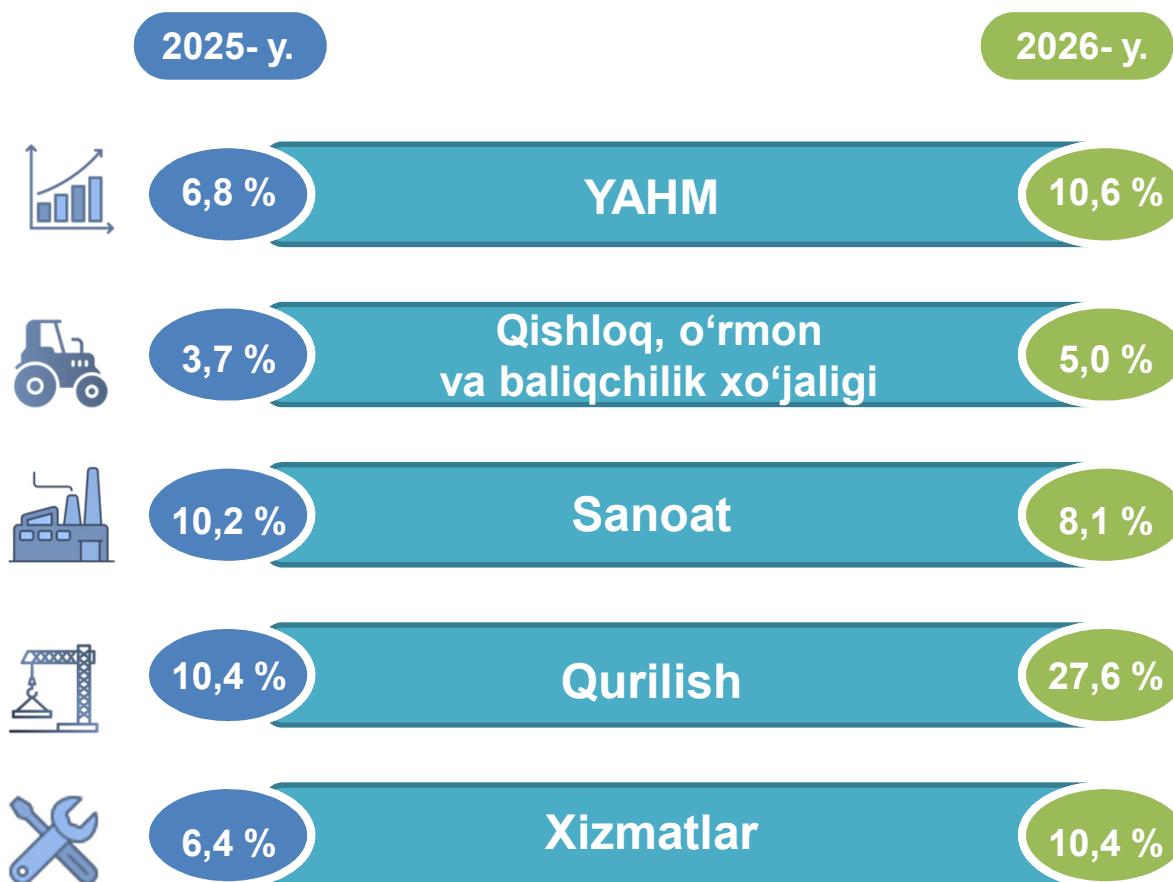 2025- y.
2026- y.
6,8 %
YAHM
10,6 %
3,7 %
Qishloq, o‘rmon
va baliqchilik xo‘jaligi
5,0 %
10,2 %
Sanoat
8,1 %
10,4 %
Qurilish
27,6 %
6,4 %
Xizmatlar
10,4 %